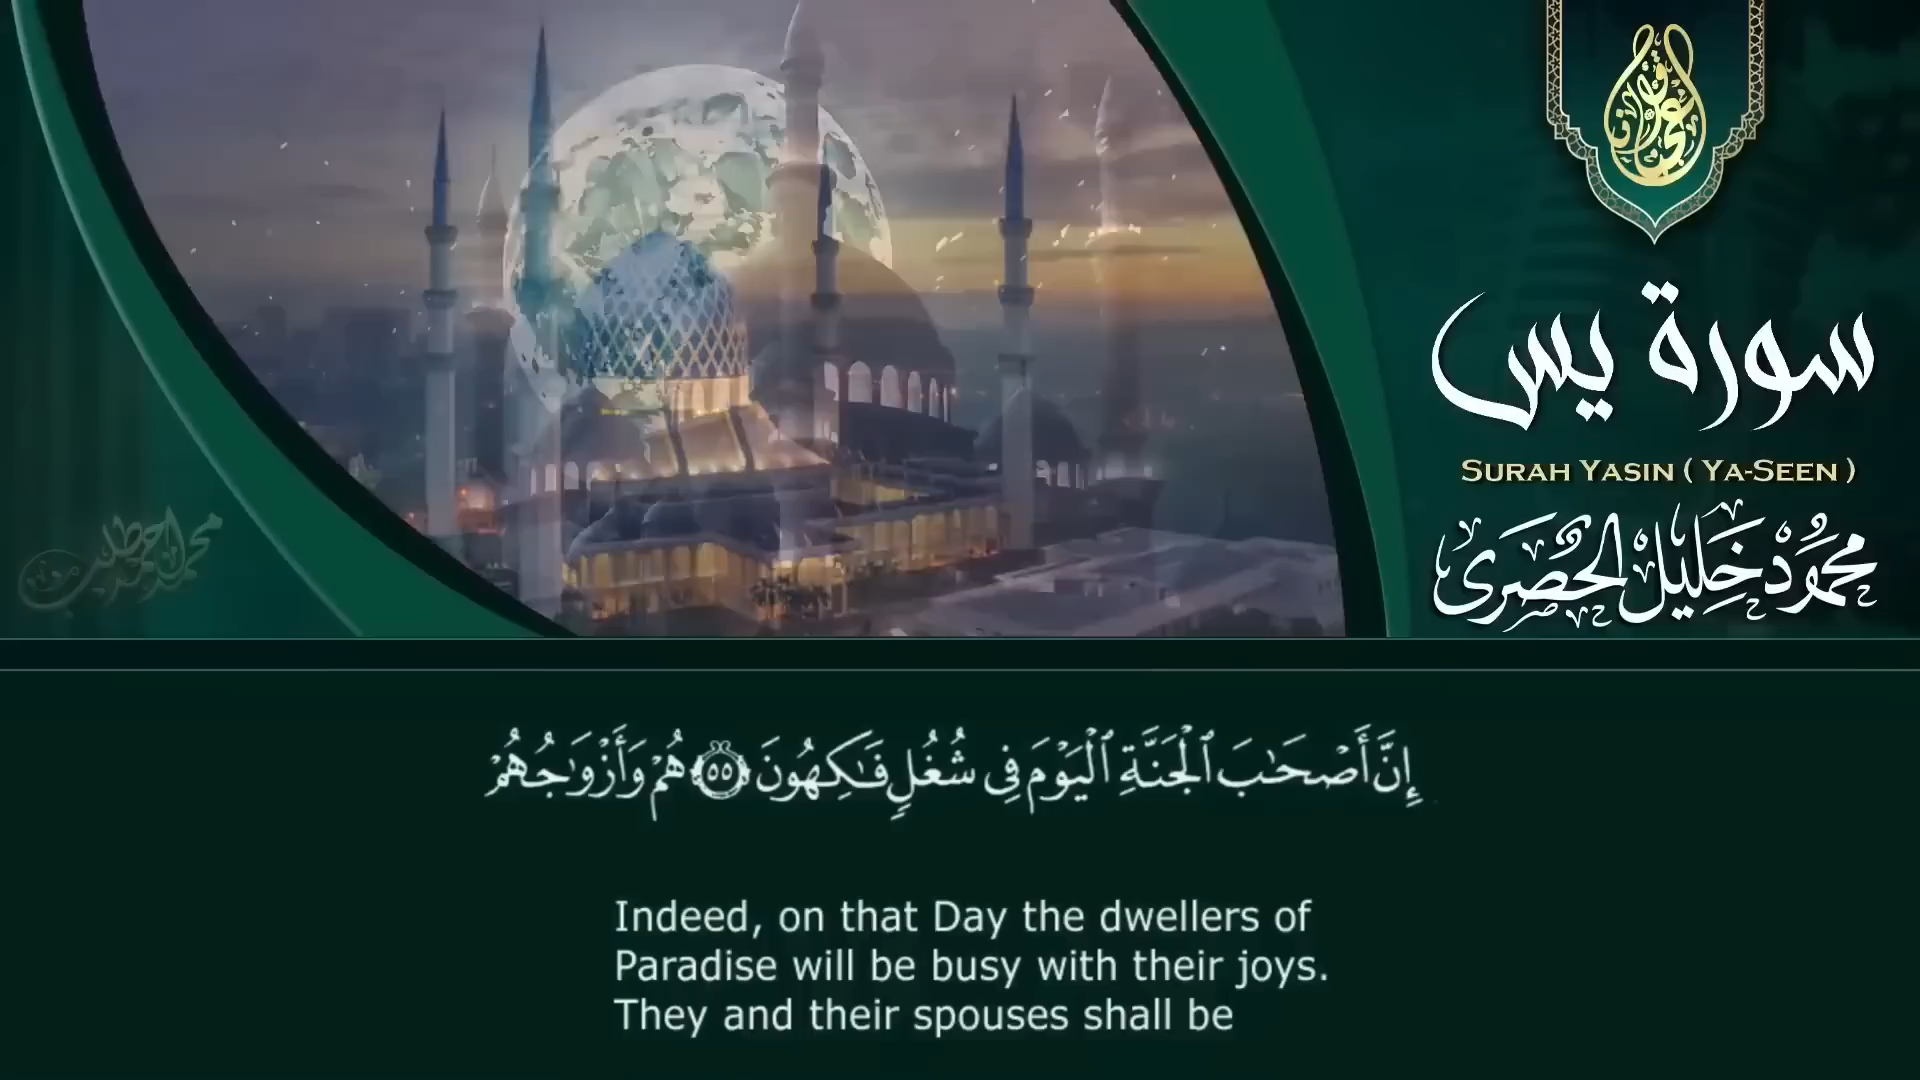 سورة يس
SURAH YASIN ( YA-SEEN )
محمود خليل الحصرى
إِنَّ أَصْحَٰبَ ٱلْجَنَّةِ ٱلْيَوْمَ فِى شُغُلٍ فَٰكِهُونَ ٥٥ هُمْ وَأَزْوَٰجُهُمْ
Indeed, on that Day the dwellers of
Paradise will be busy with their joys.
They and their spouses shall be